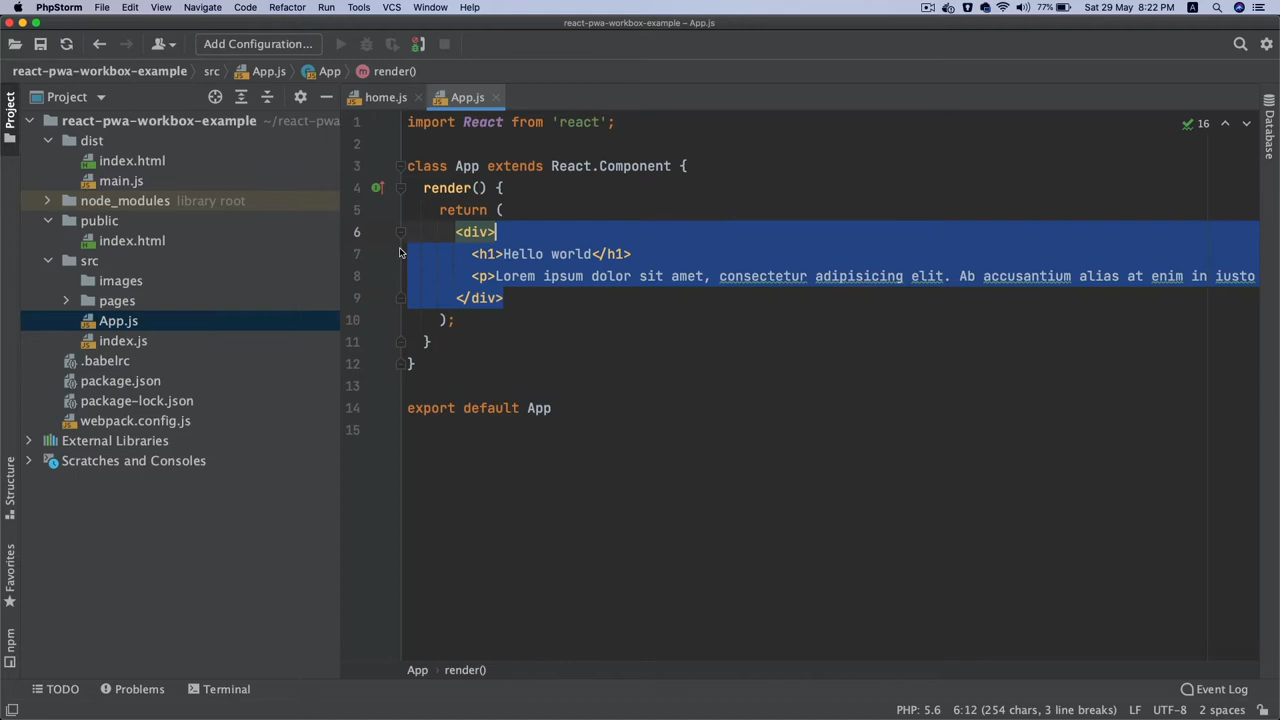 PhpStorm File Edit View Navigate Code Refactor Run Tools VCS Window Help 77% Sat 29 May 8:22 PM
react-pwa-workbox-example – App.js
Add Configuration...
react-pwa-workbox-example src App.js App render()
Project
home.js
App.js
react-pwa-workbox-example ~/react-pwa
dist
index.html
main.js
node_modules library root
public
index.html
src
images
pages
App.js
index.js
.babelrc
package.json
package-lock.json
webpack.config.js
External Libraries
Scratches and Consoles
Project
Structure
Favorites
npm
1 import React from 'react';
2
3 class App extends React.Component {
4 render() {
5 return (
6 <div>
7 <h1>Hello world</h1>
8 <p>Lorem ipsum dolor sit amet, consectetur adipisicing elit. Ab accusantium alias at enim in iusto
9 </div>
10 );
11 }
12 }
13
14 export default App
15
16
Database
App render()
TODO Problems Terminal Event Log
PHP: 5.6 6:12 (254 chars, 3 line breaks) LF UTF-8 2 spaces